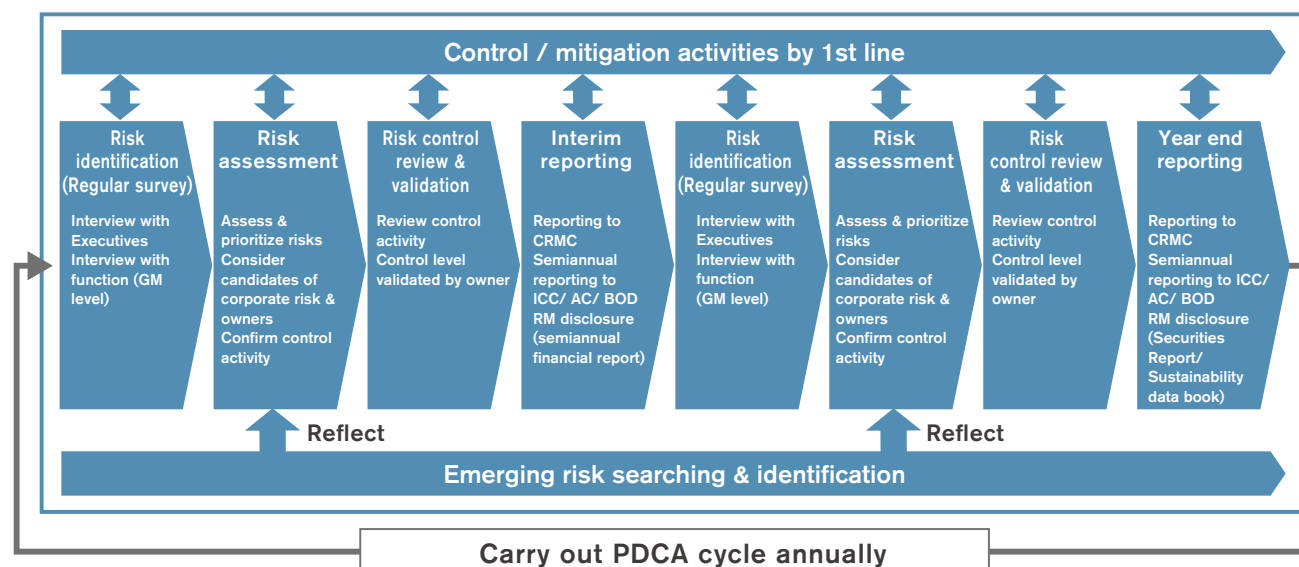 Control / mitigation activities by 1st line
Risk
identification
(Regular survey)
Interview with
Executives
Interview with
function (GM
level)
Risk
assessment
Assess &
prioritize risks
Consider
candidates of
corporate risk &
owners
Confirm control
activity
Risk control
review &
validation
Review control
activity
Control level
validated by owner
Interim
reporting
Reporting to
CRMC
Semiannual
reporting to
ICC/ AC/ BOD
RM disclosure
(semiannual
financial report)
Risk
identification
(Regular survey)
Interview with
Executives
Interview with
function
(GM level)
Risk
assessment
Assess & prioritize
risks
Consider
candidates of
corporate risk &
owners
Confirm control
activity
Risk
control review
& validation
Review control
activity
Control level
validated by
owner
Year end
reporting
Reporting to
CRMC
Semiannual
reporting to ICC/
AC/ BOD
RM disclosure
(Securities
Report/
Sustainability
data book)
Reflect
Reflect
Emerging risk searching & identification
Carry out PDCA cycle annually